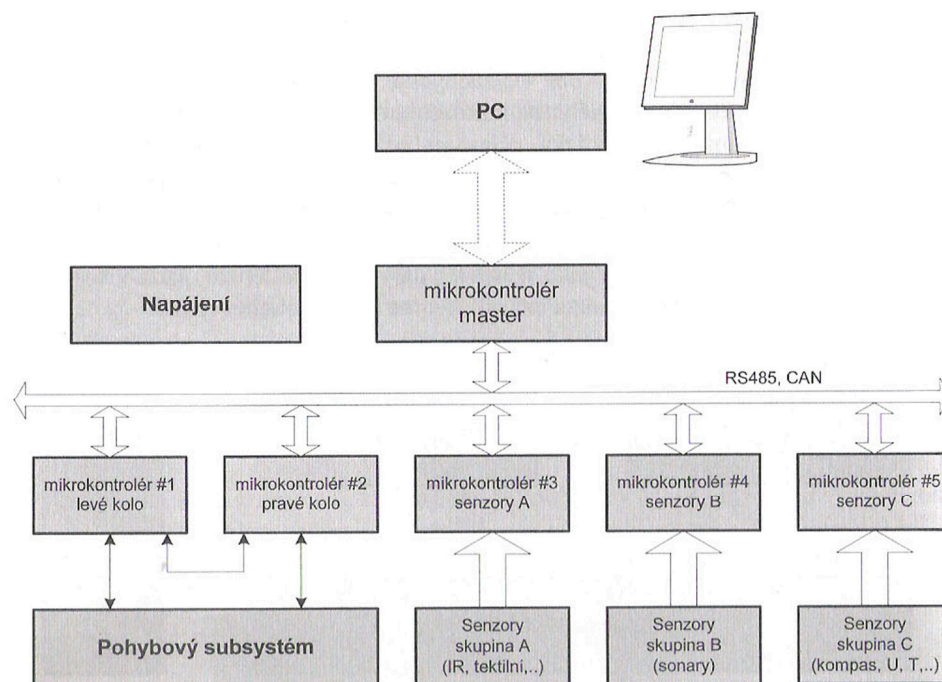 PC
Napájení
mikrokontrolér
master
RS485, CAN
mikrokontrolér #1
levé kolo
mikrokontrolér #2
pravé kolo
mikrokontrolér #3
senzory A
mikrokontrolér #4
senzory B
mikrokontrolér #5
senzory C
Pohybový subsystém
Senzory
skupina A
(IR, tektilní,..)
Senzory
skupina B
(sonary)
Senzory
skupina C
(kompas, U, T,..)